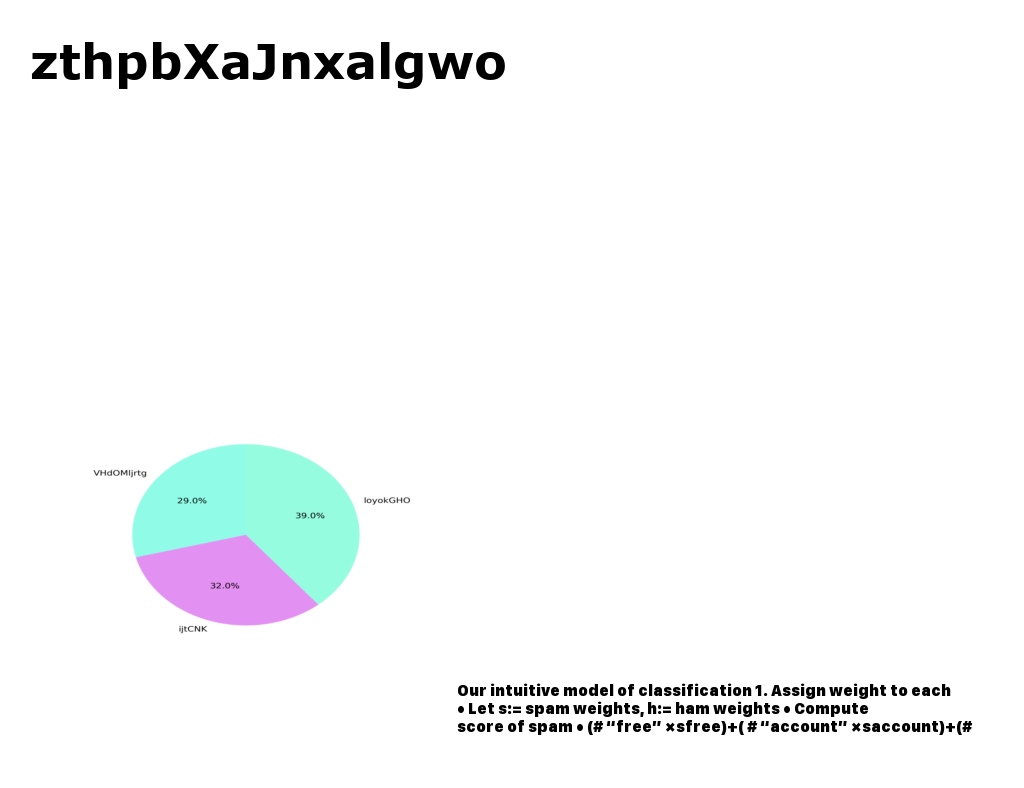 zthpbXaJnxalgwo
VHdOMljrtg
29.0%
loyokGHO
39.0%
32.0%
ijtCNK
Our intuitive model of classification 1. Assign weight to each
• Let s:= spam weights, h:= ham weights • Compute
score of spam • (# “free” ×sfree)+( # “account” ×saccount)+(#